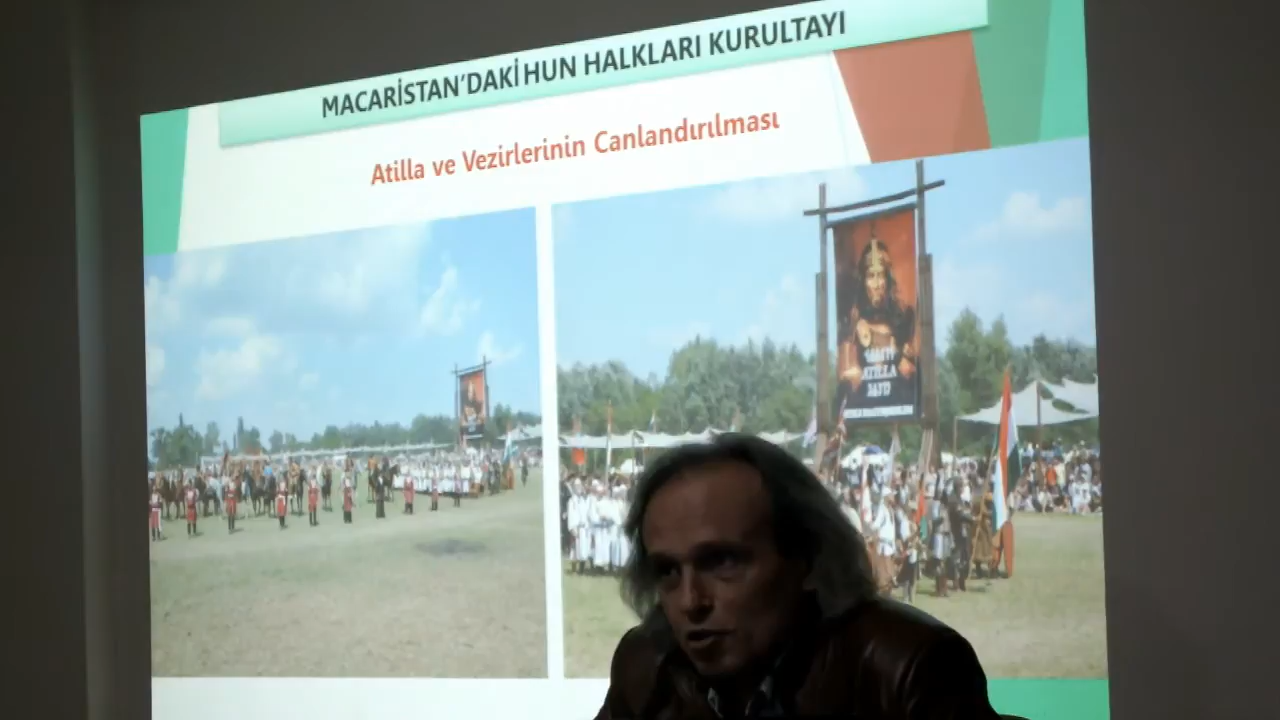 MACARİSTAN'DAKİ HUN HALKLARI KURULTAYI
Atilla ve Vezirlerinin Canlandırılması
ATILLA